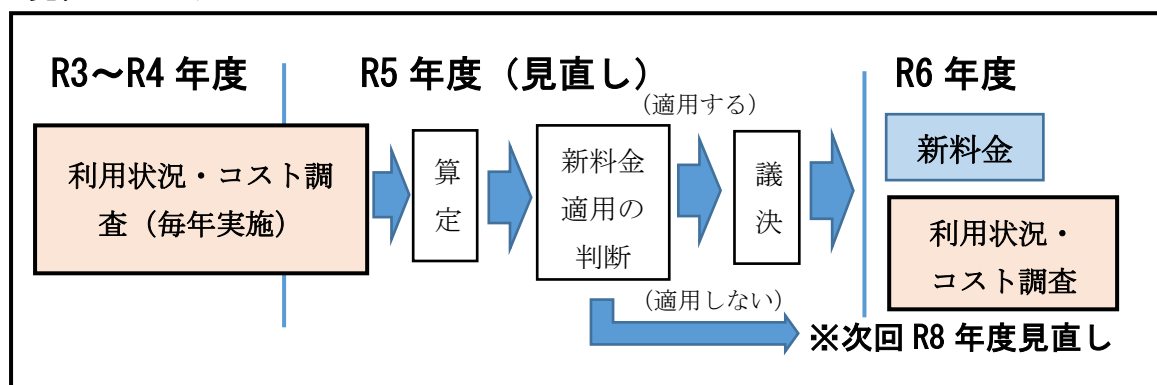 R3～R4 年度
R5 年度（見直し）
R6 年度
利用状況・コスト調
査（毎年実施）
算
定
新料金
適用の
判断
（適用する）
議
決
新料金
利用状況・
コスト調査
（適用しない）
※次回 R8 年度見直し